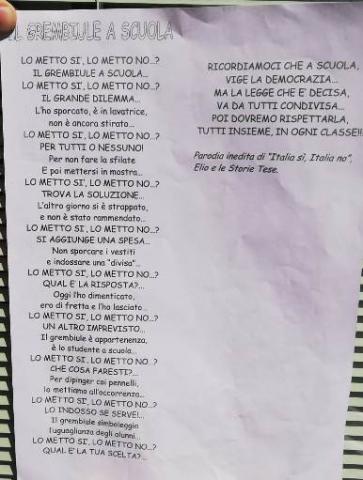 IL GREMBIULE A SCUOLA
LO METTO SI', LO METTO NO...?
IL GREMBIULE A SCUOLA...
LO METTO SI', LO METTO NO...?
IL GRANDE DILEMMA...
L'ho sporcato, è in lavatrice,
non è ancora stirato...
LO METTO SI', LO METTO NO...?
PER TUTTI O NESSUNO!
Per non fare la sfilate
E poi mettersi in mostra...
LO METTO SI', LO METTO NO...?
TROVA LA SOLUZIONE...
L'altro giorno si è strappato,
e non è stato rammendato...
LO METTO SI', LO METTO NO...?
SI AGGIUNGE UNA SPESA...
Non sporcare i vestiti
e indossare una "divisa"...
LO METTO SI', LO METTO NO...?
QUAL E' LA RISPOSTA?...
Oggi l'ho dimenticato,
ero di fretta e l'ho lasciato...
LO METTO SI', LO METTO NO...?
UN ALTRO IMPREVISTO...
Il grembiule è appartenenza,
è lo studente a scuola...
LO METTO SI', LO METTO NO...?
CHE COSA FARESTI?...
Per dipinger coi pennelli,
lo mettiamo all'occorrenza...
LO METTO SI', LO METTO NO...?
LO INDOSSO SE SERVE!...
Il grembiule simboleggia
l'uguaglianza degli alunni...
LO METTO SI', LO METTO NO...?
QUAL E' LA TUA SCELTA?...
RICORDIAMOCI CHE A SCUOLA,
VIGE LA DEMOCRAZIA...
MA LA LEGGE CHE E' DECISA,
VA DA TUTTI CONDIVISA...
POI DOVREMO RISPETTARLA,
TUTTI INSIEME, IN OGNI CLASSE!!!
Parodia inedita di "Italia sì, Italia no",
Elio e le Storie Tese.